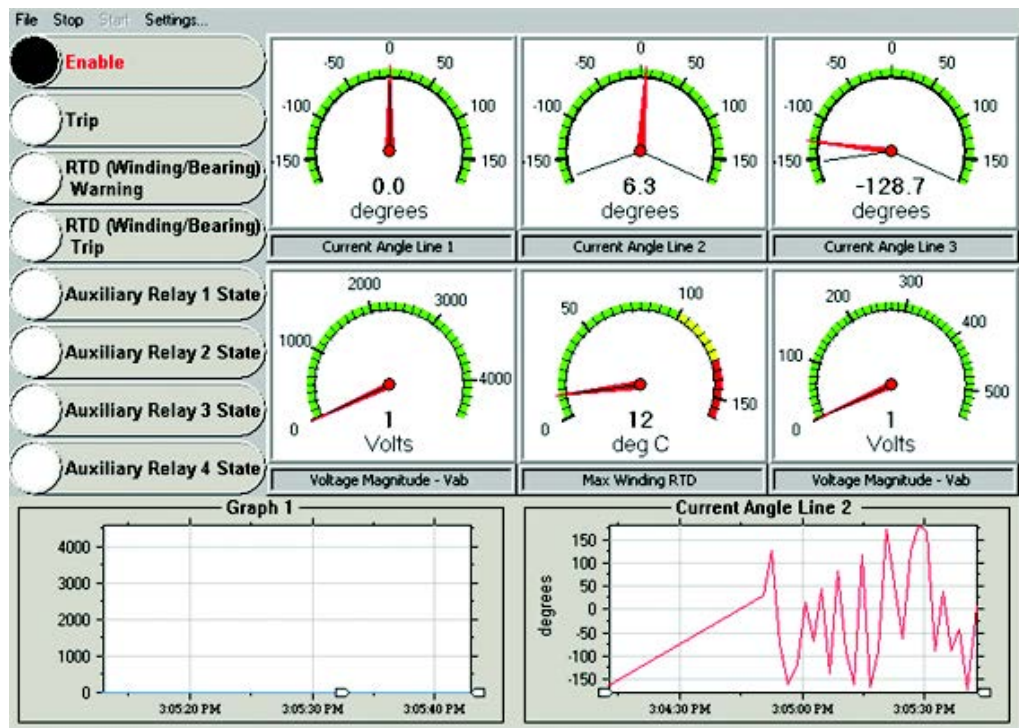 File Stop Start Settings...
Enable
Trip
RTD (Winding/Bearing)
Warning
RTD (Winding/Bearing)
Trip
Auxiliary Relay 1 State
Auxiliary Relay 2 State
Auxiliary Relay 3 State
Auxiliary Relay 4 State
0
-50 50
-100 100
-150 150
0.0
degrees
Current Angle Line 1
0
-50 50
-100 100
-150 150
6.3
degrees
Current Angle Line 2
0
-50 50
-100 100
-150 150
-128.7
degrees
Current Angle Line 3
2000 3000
1000
4000
0
1
Volts
Voltage Magnitude - Vab
50 100
150
0
12
deg C
Max Winding RTD
200 300
400
100
500
0
1
Volts
Voltage Magnitude - Vab
Graph 1
4000
3000
2000
1000
0
3:05:20 PM 3:05:30 PM 3:05:40 PM
Current Angle Line 2
degrees
150
100
50
0
-50
-100
-150
3:04:30 PM 3:05:00 PM 3:05:30 PM